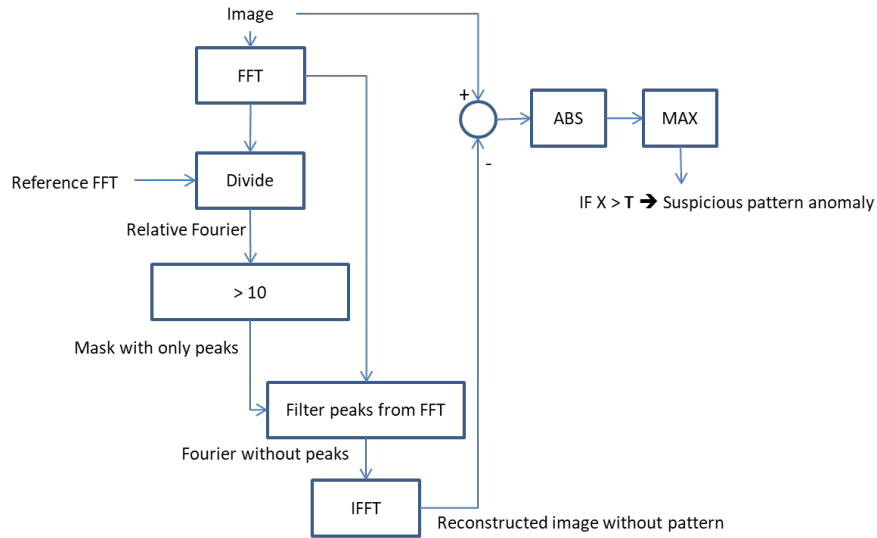 Image
FFT
+
ABS
MAX
-
Reference FFT
Divide
IF X > T ➔ Suspicious pattern anomaly
Relative Fourier
> 10
Mask with only peaks
Filter peaks from FFT
Fourier without peaks
IFFT
Reconstructed image without pattern